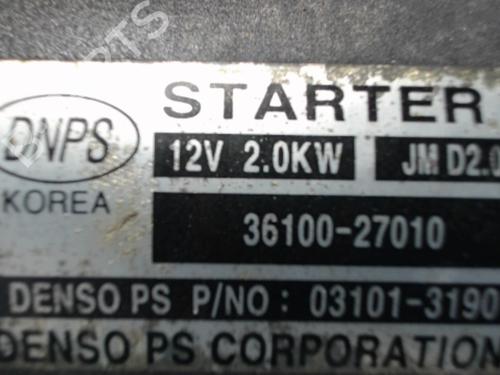 STARTER
DNPS
12V 2.0KW JM D2.0
KOREA
36100-27010
DENSO PS P/NO : 03101-3190
DENSO PS CORPORATION